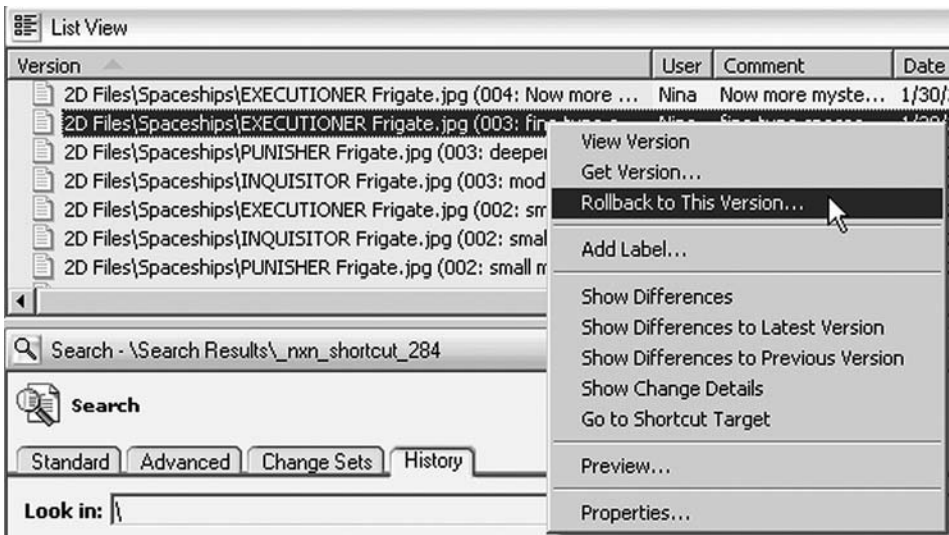 List View
Version User Comment Date
2D Files\Spaceships\EXECUTIONER Frigate.jpg (004: Now more ... Nina Now more myste... 1/30/
2D Files\Spaceships\EXECUTIONER Frigate.jpg (003:
2D Files\Spaceships\PUNISHER Frigate.jpg (003: deeper
2D Files\Spaceships\INQUISITOR Frigate.jpg (003: mod
2D Files\Spaceships\EXECUTIONER Frigate.jpg (002: sm
2D Files\Spaceships\INQUISITOR Frigate.jpg (002: smal
2D Files\Spaceships\PUNISHER Frigate.jpg (002: small
View Version
Get Version...
Rollback to This Version...
Add Label...
Show Differences
Show Differences to Latest Version
Show Differences to Previous Version
Show Change Details
Go to Shortcut Target
Preview...
Properties...
Search - \Search Results\_nxn_shortcut_284
Search
Standard Advanced Change Sets History
Look in: \